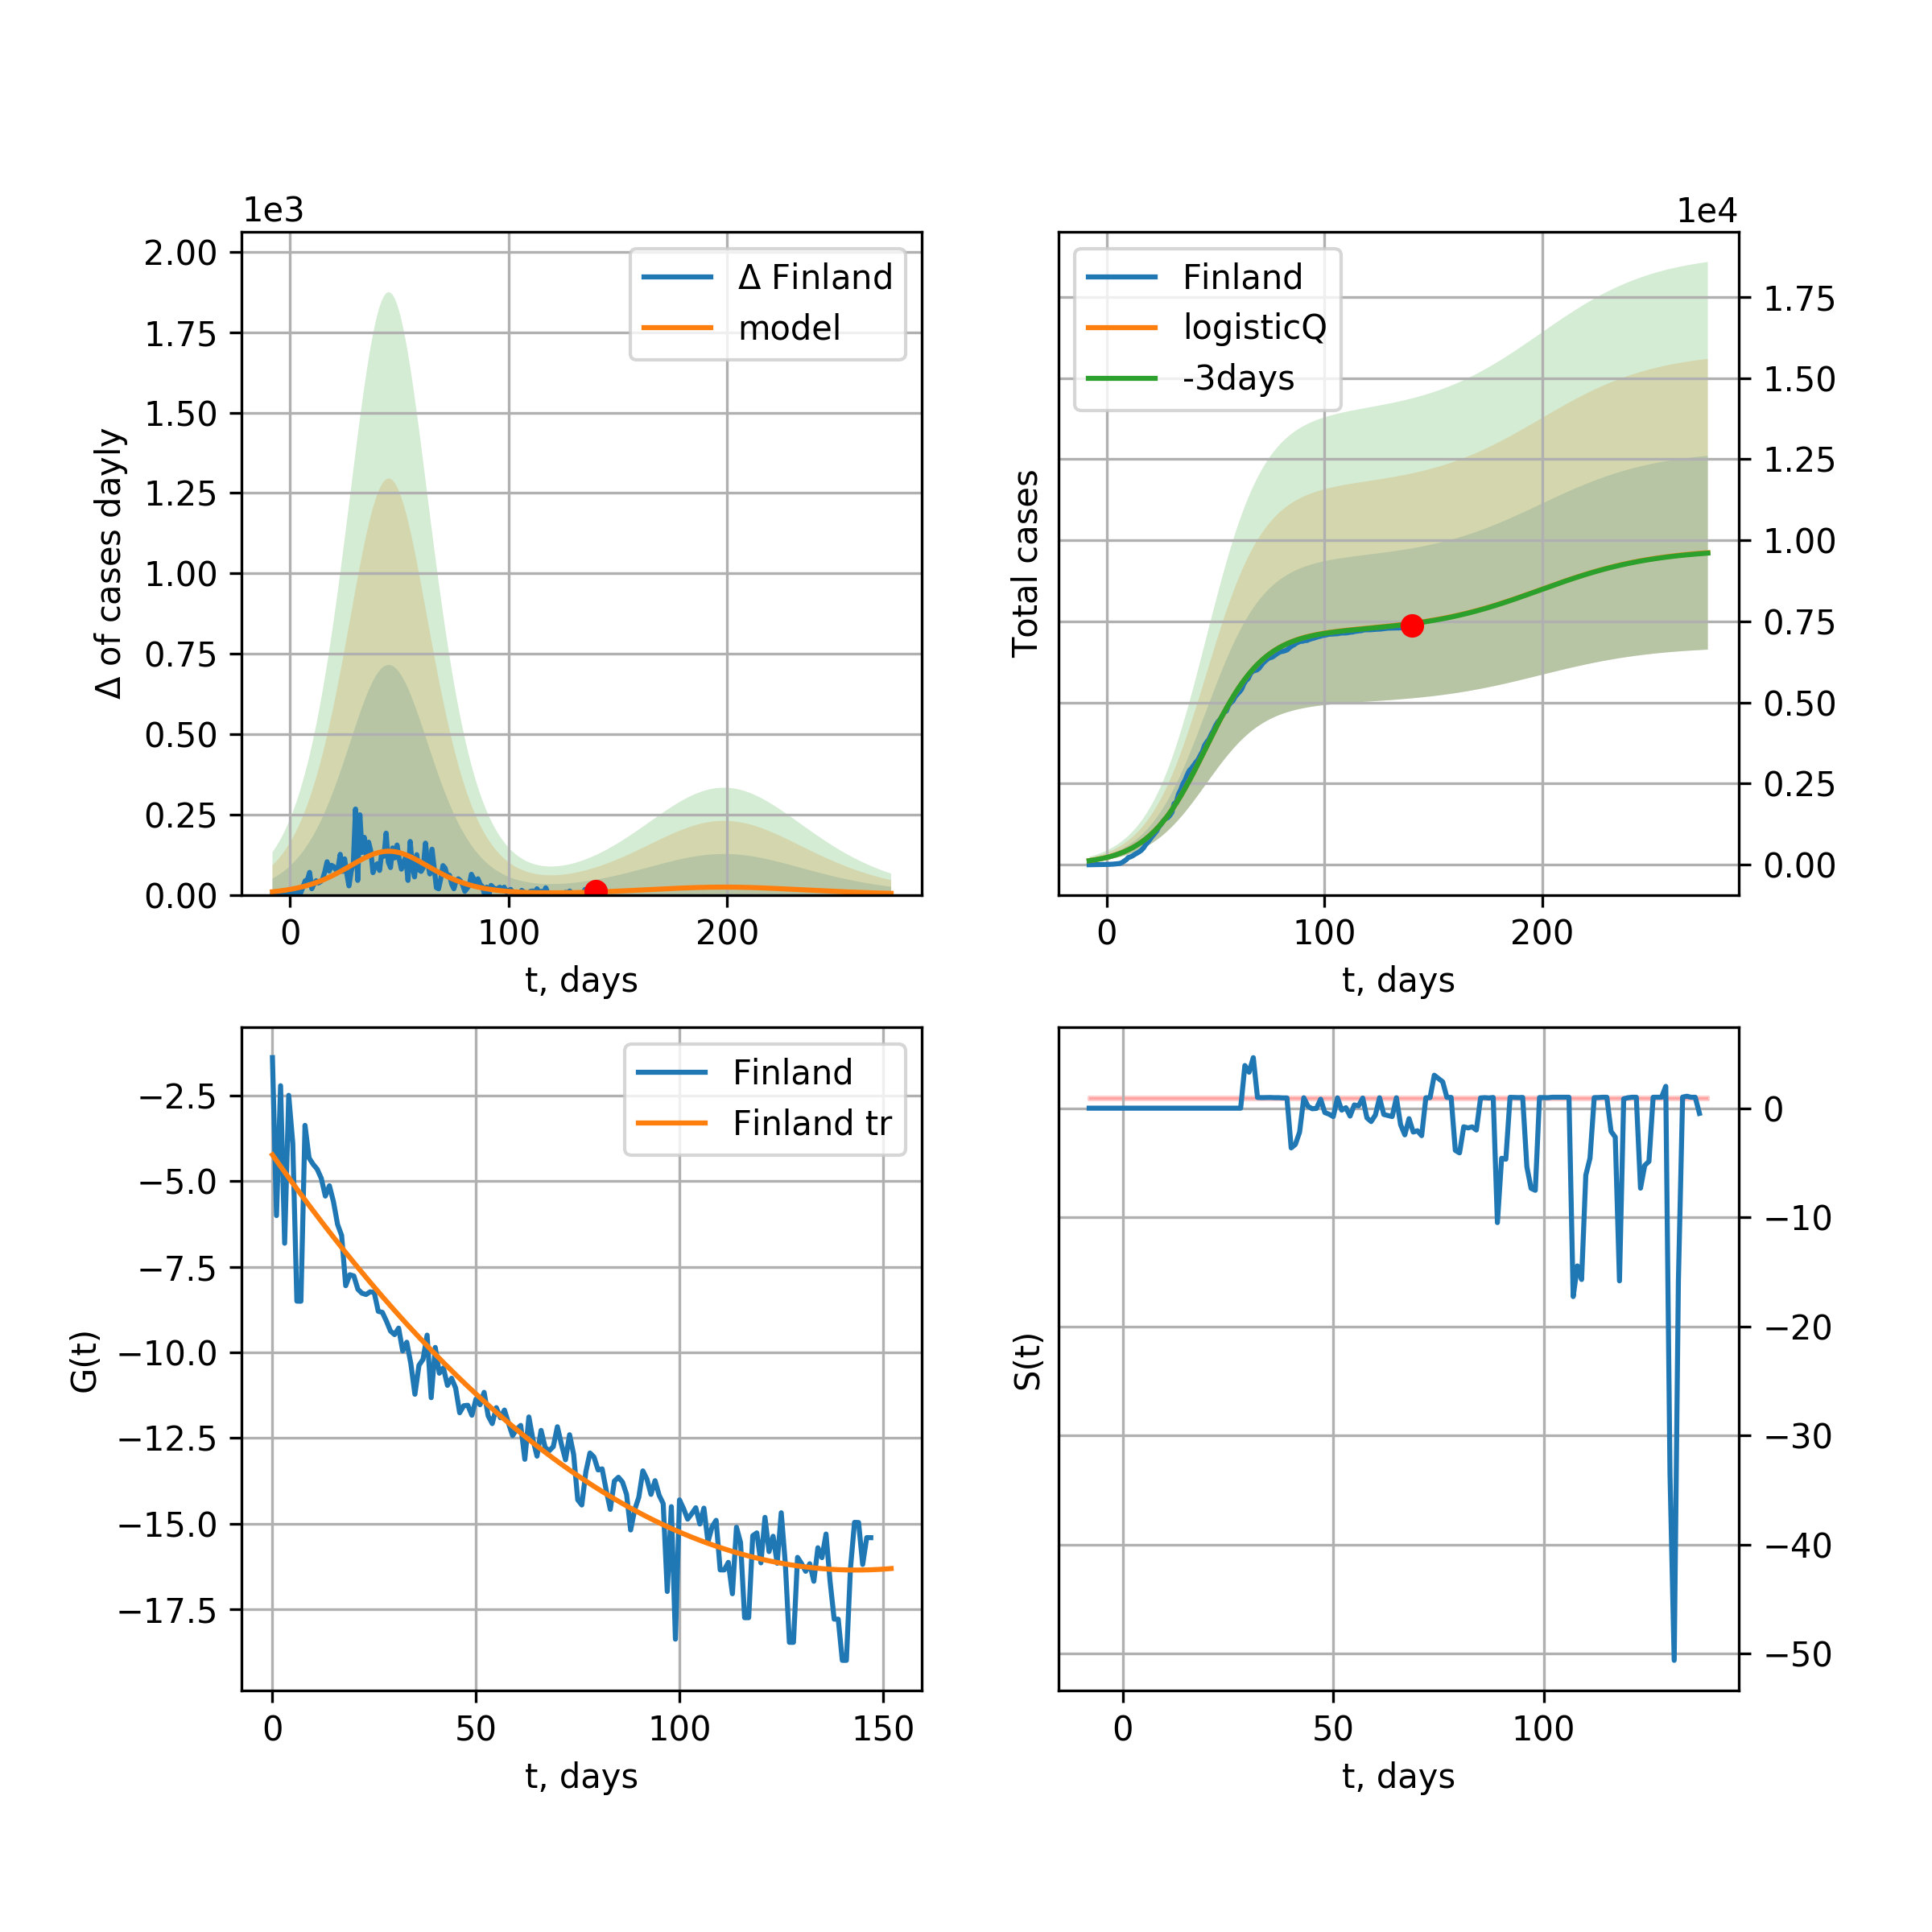 1e3
2.00
1.75
1.50
1.25
1.00
0.75
0.50
0.25
0.00
Δ of cases dayly
0 100 200
t, days
Δ Finland
model
1e4
Finland
logisticQ
-3days
Total cases
1.75
1.50
1.25
1.00
0.75
0.50
0.25
0.00
0 100 200
t, days
Finland
Finland tr
−2.5
−5.0
−7.5
−10.0
−12.5
−15.0
−17.5
G(t)
0 50 100 150
t, days
S(t)
0
−10
−20
−30
−40
−50
0 50 100
t, days